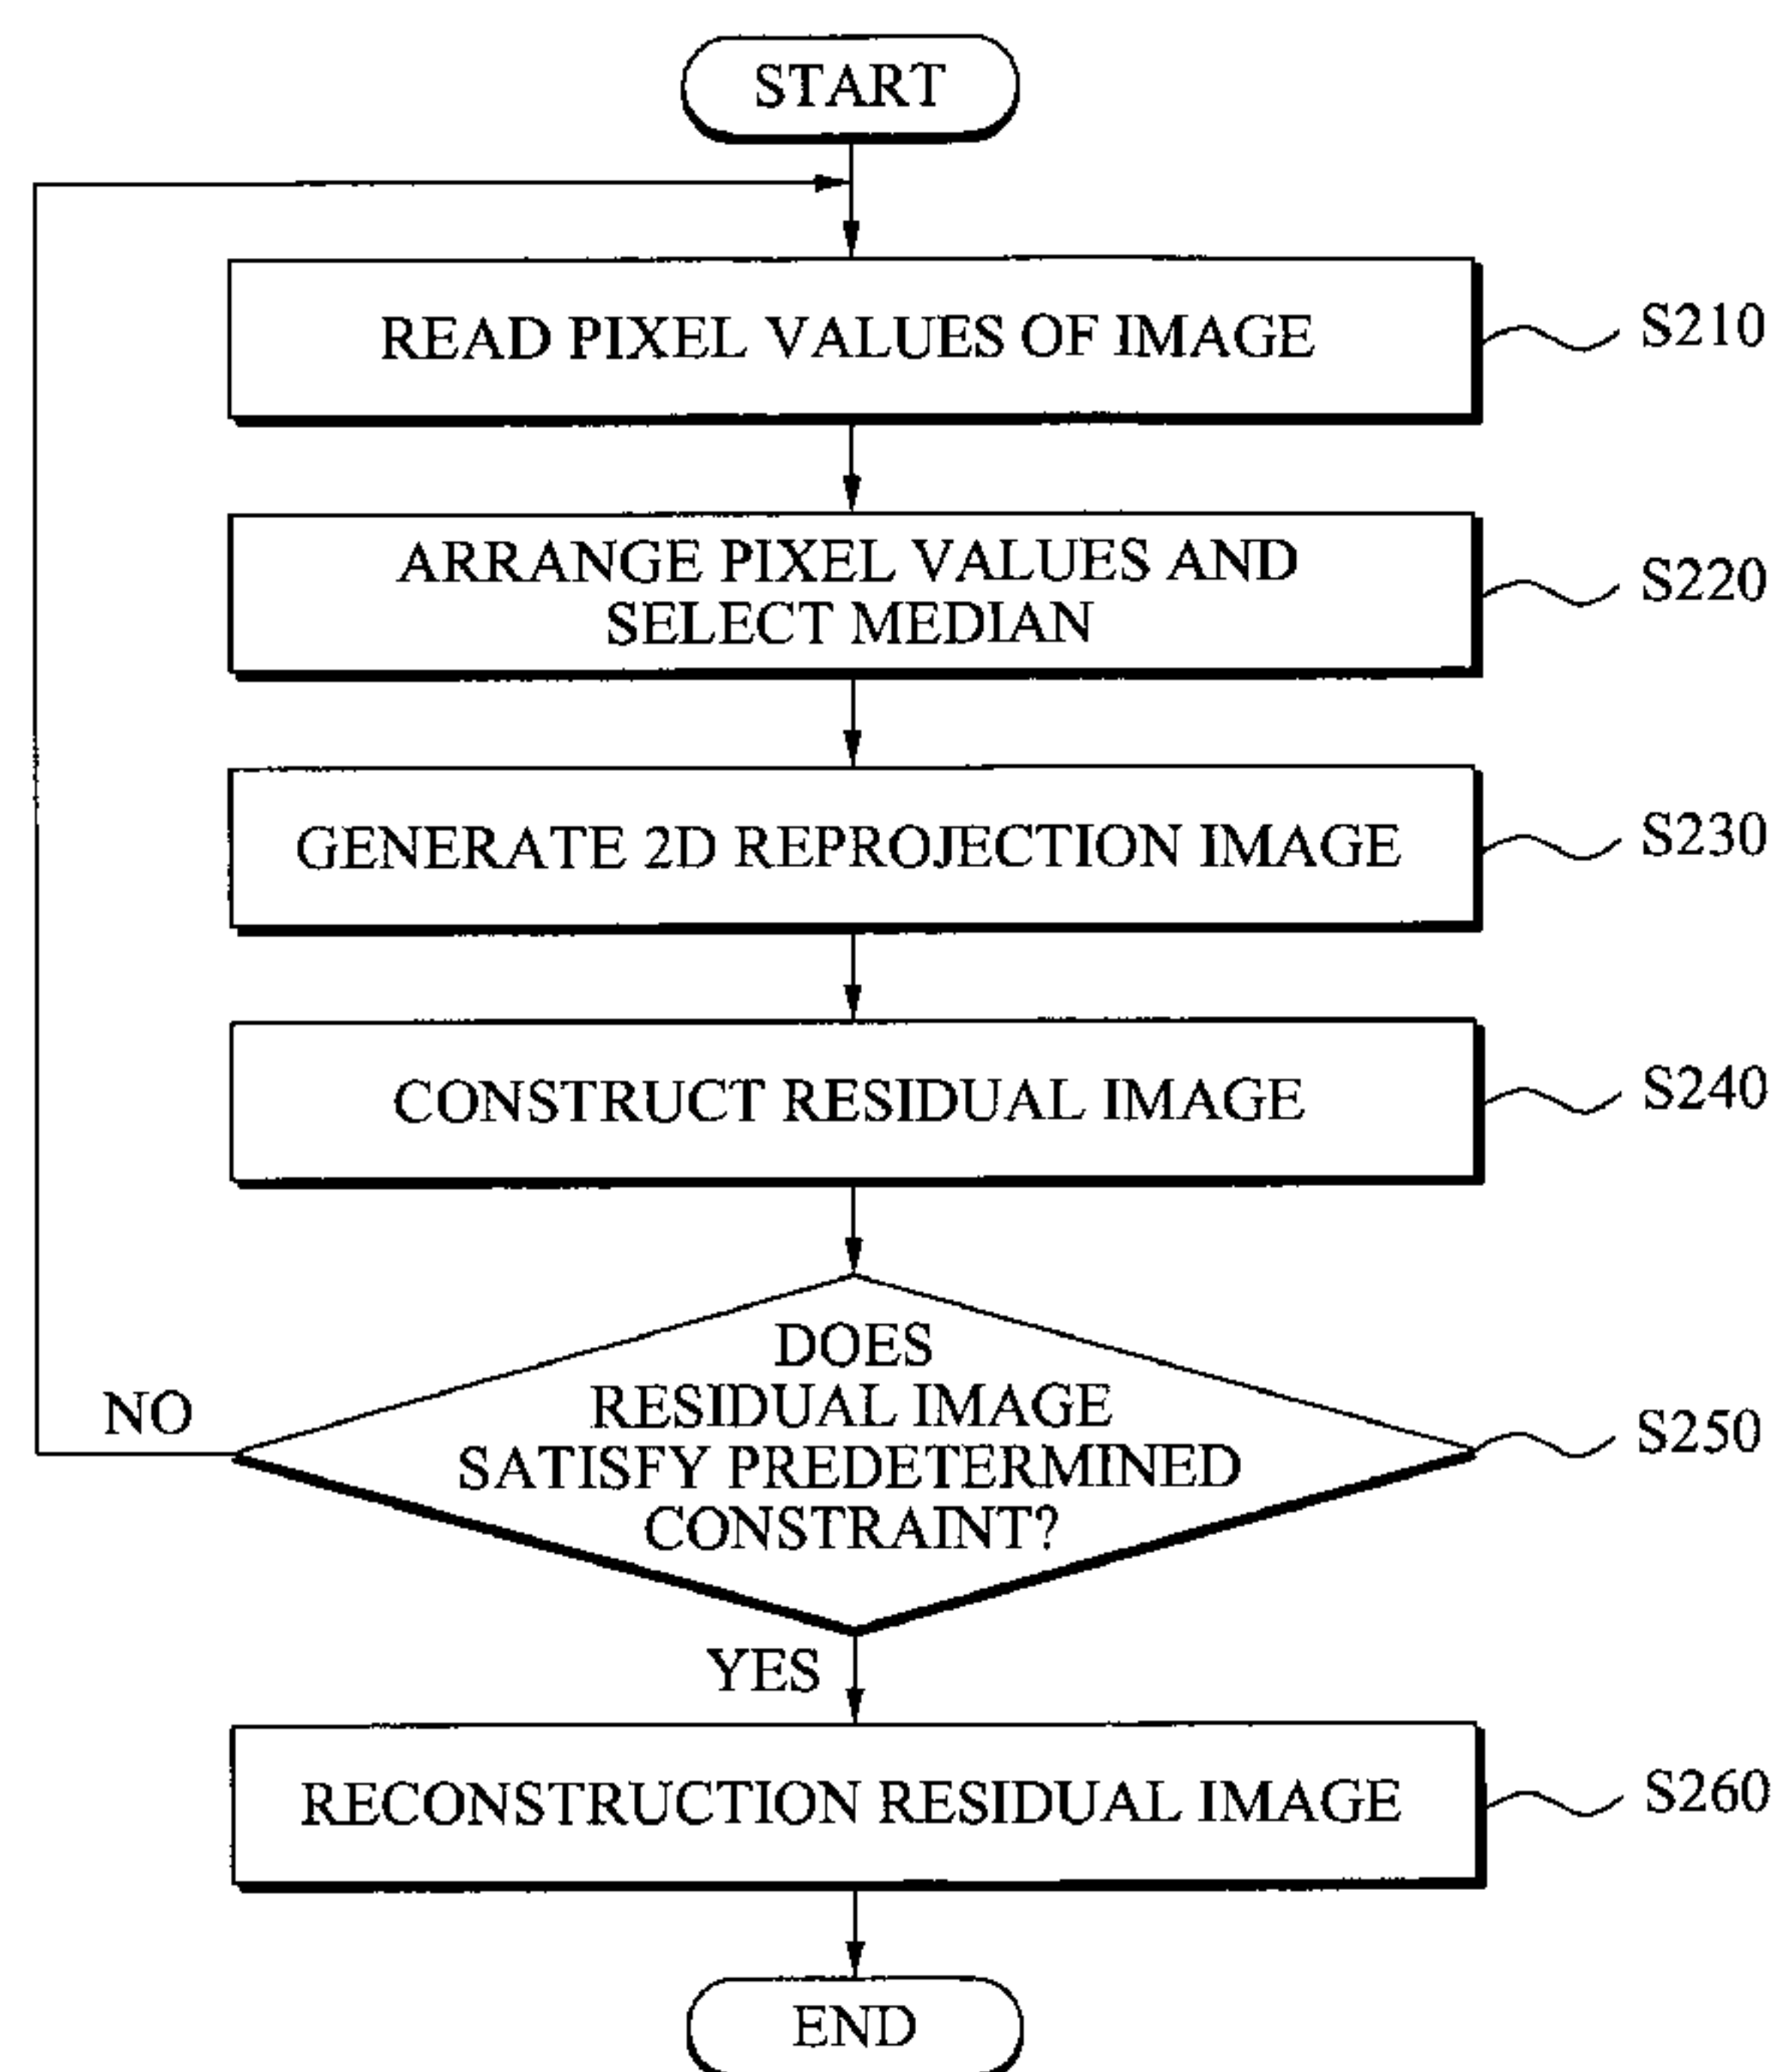 START
READ PIXEL VALUES OF IMAGE
S210
ARRANGE PIXEL VALUES AND
SELECT MEDIAN
S220
GENERATE 2D REPROJECTION IMAGE
S230
CONSTRUCT RESIDUAL IMAGE
S240
DOES
RESIDUAL IMAGE
SATISFY PREDETERMINED
CONSTRAINT?
S250
NO
YES
RECONSTRUCTION RESIDUAL IMAGE
S260
END